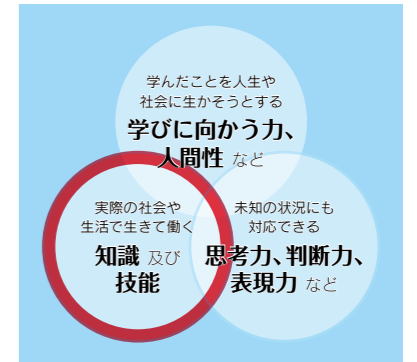 学んだことを人生や
社会に生かそうとする
学びに向かう力、
人間性 など
実際の社会や
生活で生きて働く
知識 及び
技能
未知の状況にも
対応できる
思考力、判断力、
表現力 など